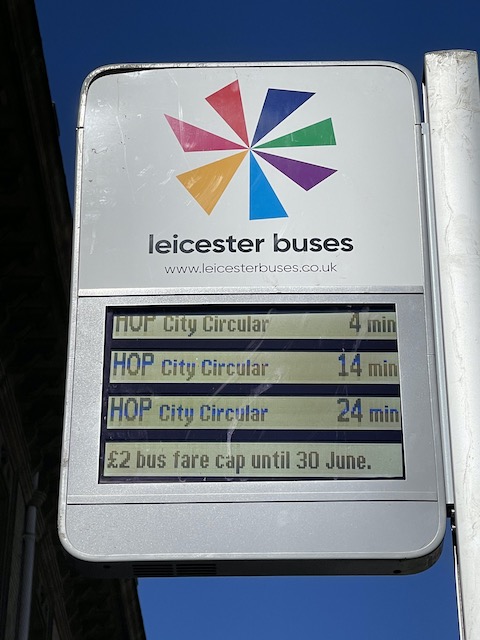 leicester buses
www.leicesterbuses.co.uk
HOP City Circular 4 min
HOP City Circular 14 min
HOP City Circular 24 min
£2 bus fare cap until 30 June.